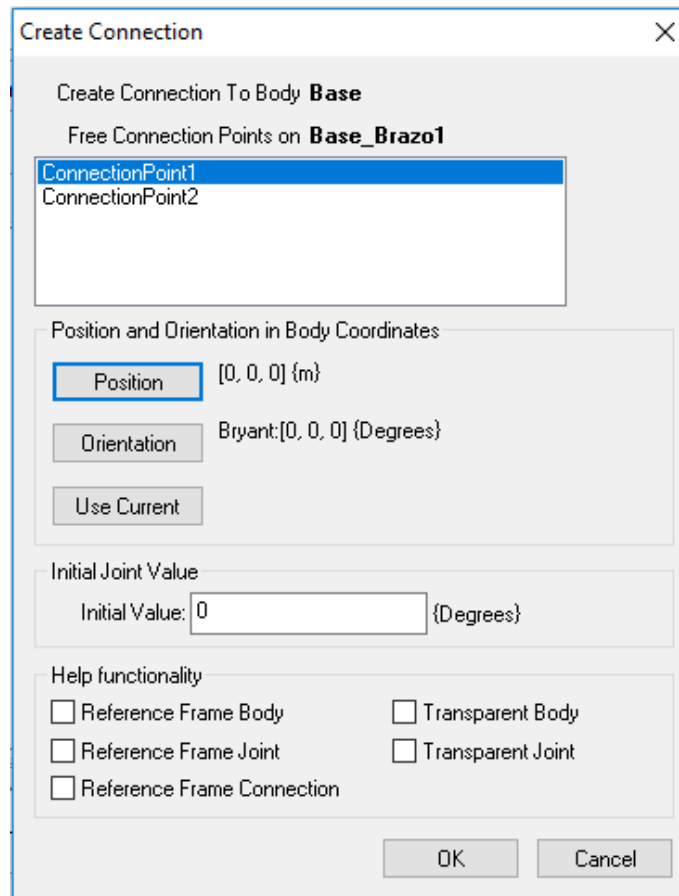 Create Connection
Create Connection To Body Base
Free Connection Points on Base_Brazo1
ConnectionPoint1
ConnectionPoint2
Position and Orientation in Body Coordinates
Position [0, 0, 0] {m}
Orientation Bryant:[0, 0, 0] {Degrees}
Use Current
Initial Joint Value
Initial Value: 0 {Degrees}
Help functionality
Reference Frame Body Transparent Body
Reference Frame Joint Transparent Joint
Reference Frame Connection
OK Cancel